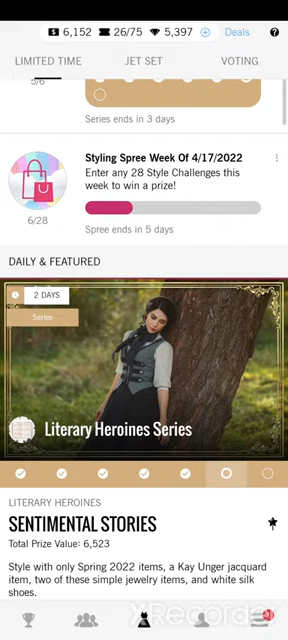 $ 6,152 26/75 5,397 Deals ?
LIMITED TIME JET SET VOTING
5/6
Series ends in 3 days
Styling Spree Week Of 4/17/2022
Enter any 28 Style Challenges this
week to win a prize!
6/28
Spree ends in 5 days
DAILY & FEATURED
2 DAYS
Series
Literary Heroines Series
LITERARY HEROINES
SENTIMENTAL STORIES
Total Prize Value: 6,523
Style with only Spring 2022 items, a Kay Unger jacquard
item, two of these simple jewelry items, and white silk
shoes.
XRecorder